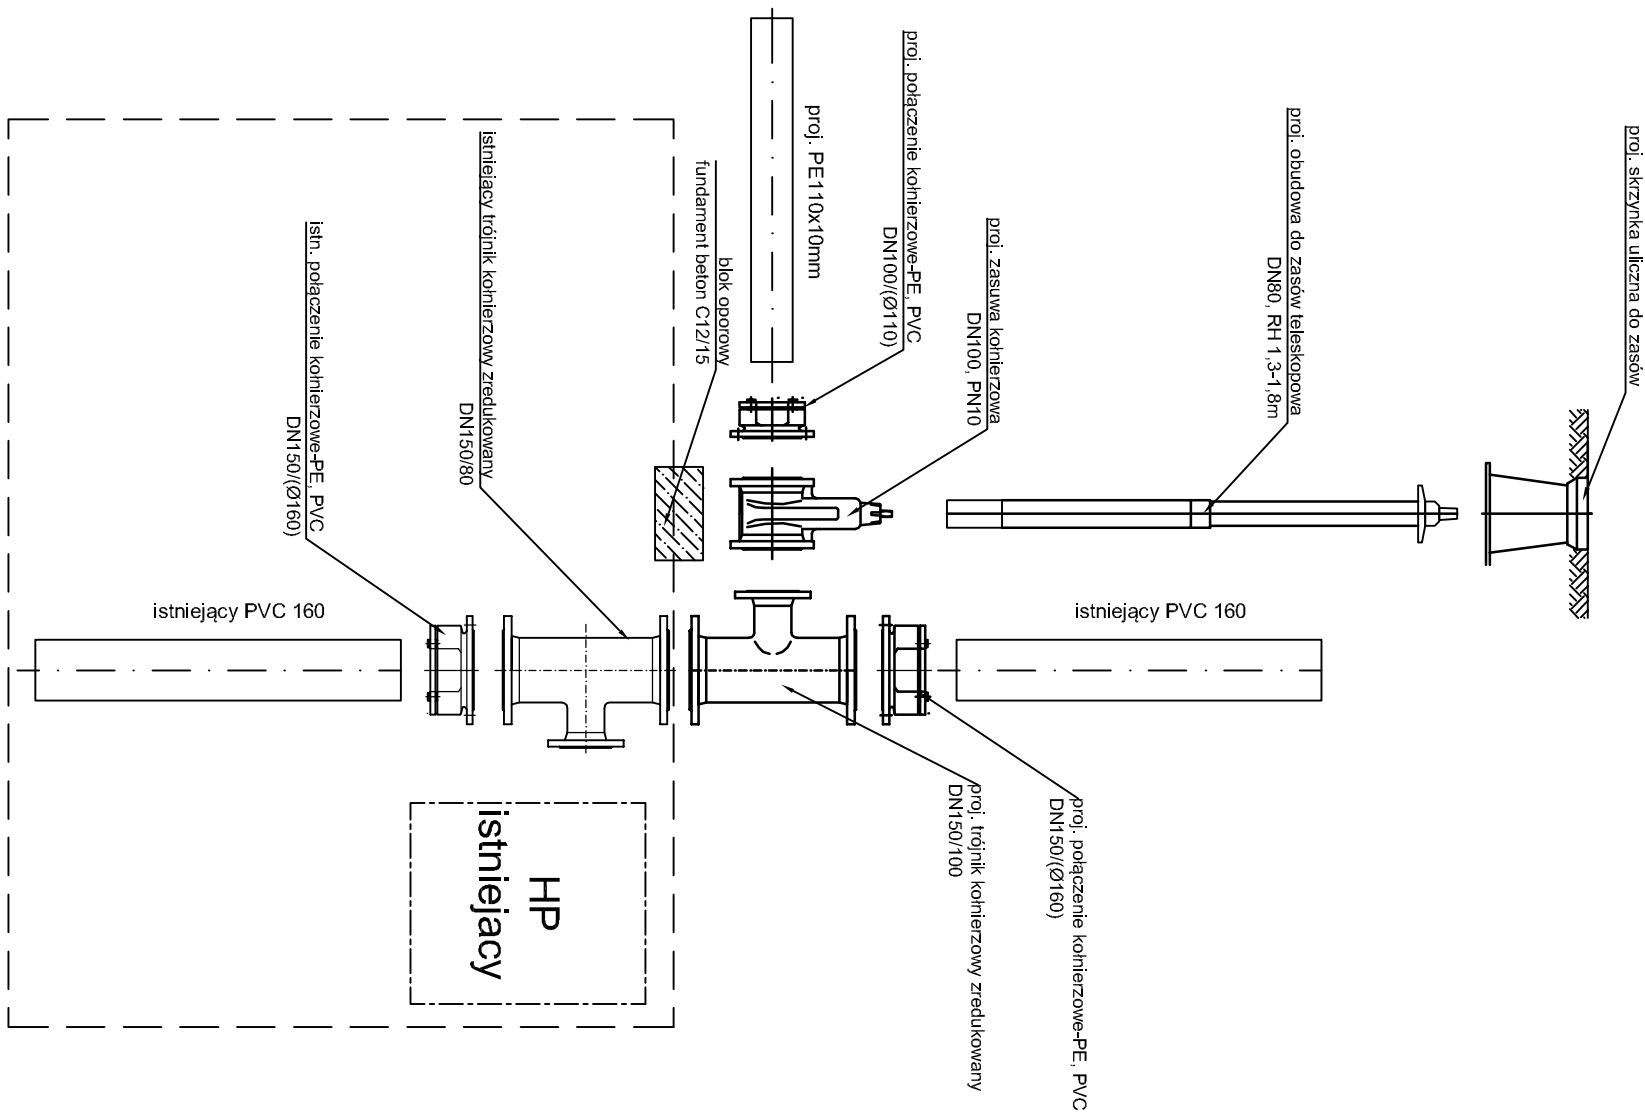 proj. skrzynka uliczna do zasów
proj. obudowa do zasów teleskopowa
DN80, RH 1,3-1,8m
proj. zasuwa kołnierzowa
DN100, PN10
proj. połączenie kołnierzowe-PE, PVC
DN100/(Ø110)
proj. PE110x10mm
blok oporowy
fundament beton C12/15
istniejący trójnik kołnierzowy zredukowany
DN150/80
istn. połączenie kołnierzowe-PE, PVC
DN150/(Ø160)
istniejący PVC 160
istniejący PVC 160
proj. połączenie kołnierzowe-PE, PVC
DN150/(Ø160)
proj. trójnik kołnierzowy zredukowany
DN150/100
HP
istniejacy